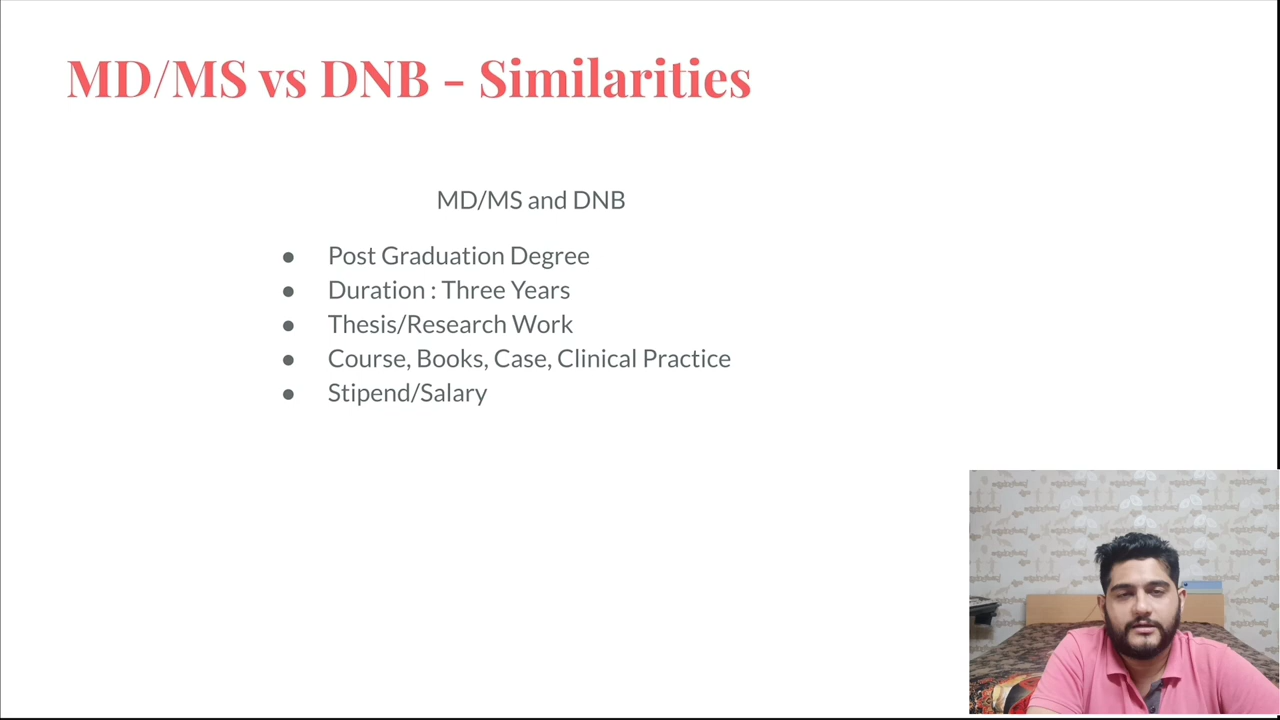 MD/MS vs DNB - Similarities
MD/MS and DNB
● Post Graduation Degree
● Duration : Three Years
● Thesis/Research Work
● Course, Books, Case, Clinical Practice
● Stipend/Salary